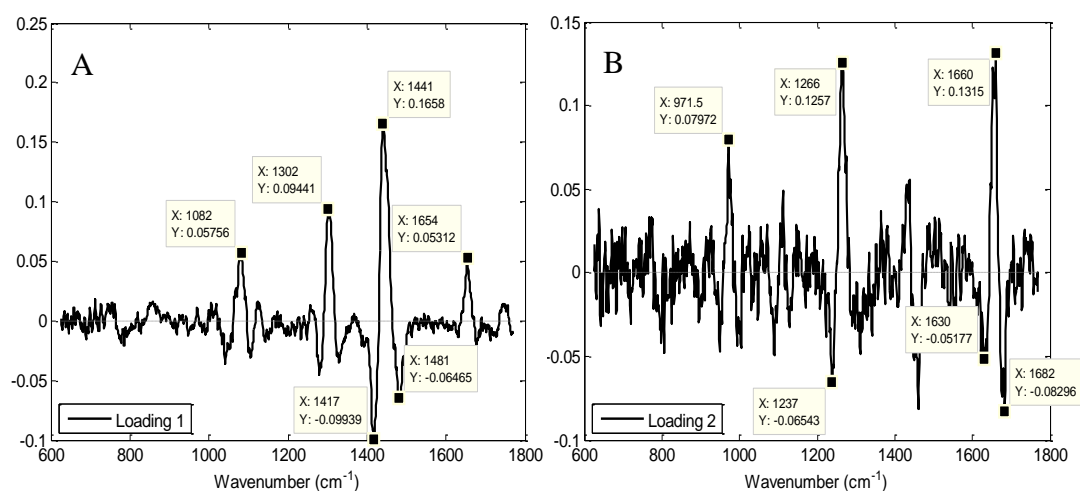 A
0.25
0.2
0.15
0.1
0.05
0
-0.05
-0.1
X: 1082
Y: 0.05756
X: 1302
Y: 0.09441
X: 1441
Y: 0.1658
X: 1654
Y: 0.05312
X: 1481
Y: -0.06465
X: 1417
Y: -0.09939
Loading 1
600 800 1000 1200 1400 1600 1800
Wavenumber (cm-1)
B
0.15
0.1
0.05
0
-0.05
-0.1
X: 971.5
Y: 0.07972
X: 1266
Y: 0.1257
X: 1660
Y: 0.1315
X: 1630
Y: -0.05177
X: 1237
Y: -0.06543
X: 1682
Y: -0.08296
Loading 2
600 800 1000 1200 1400 1600 1800
Wavenumber (cm-1)